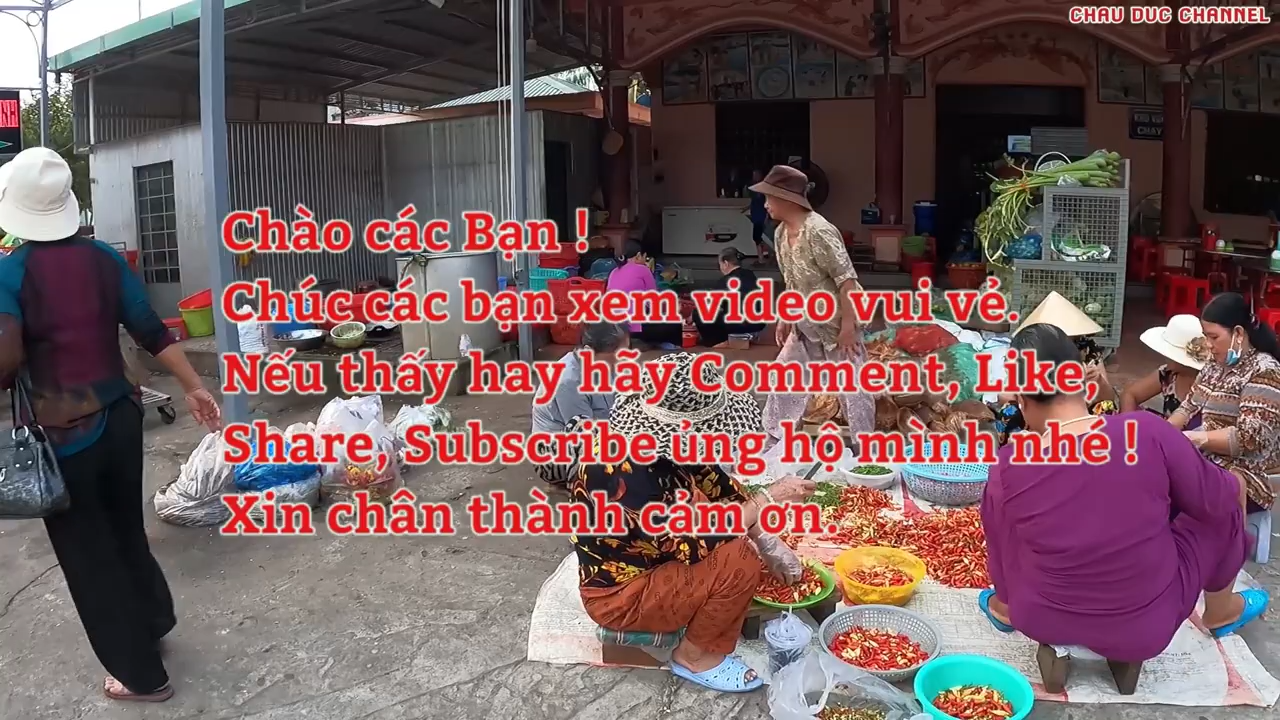 CHAU DUC CHANNEL
Chào các Bạn !
Chúc các bạn xem video vui vẻ.
Nếu thấy hay hãy Comment, Like,
Share, Subscribe ủng hộ mình nhé !
Xin chân thành cảm ơn.
CHAY